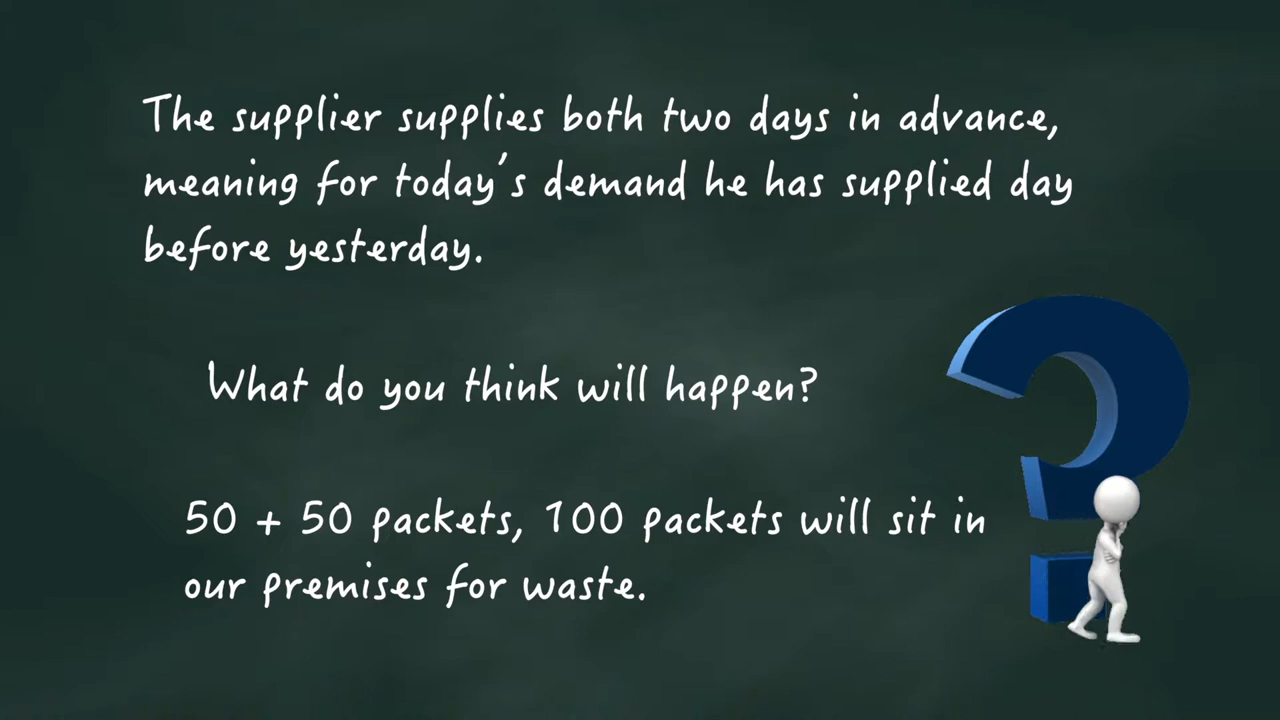 The supplier supplies both two days in advance,
meaning for today's demand he has supplied day
before yesterday.
What do you think will happen?
50 + 50 packets, 100 packets will sit in
our premises for waste.